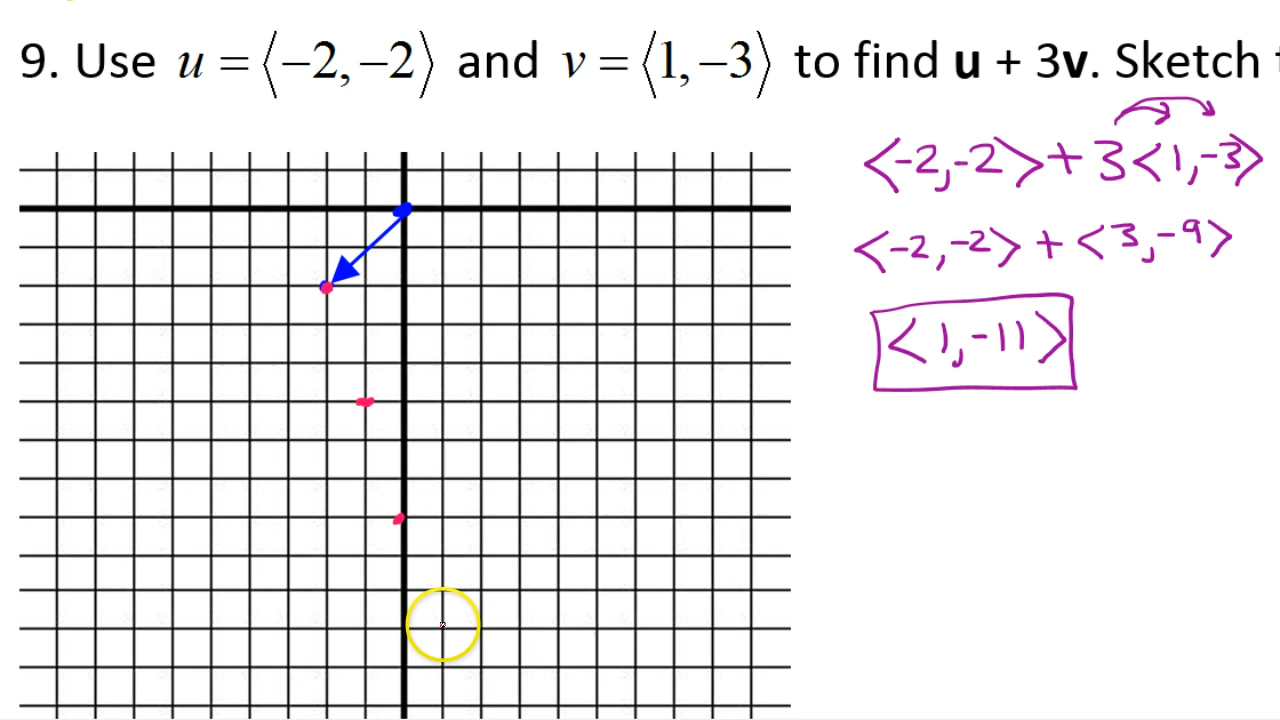 9. Use u = ⟨−2, −2⟩ and v = ⟨1, −3⟩ to find u + 3v. Sketch
<-2,-2> + 3<1,-3>
<-2,-2> + <3,-9>
<1,-11>